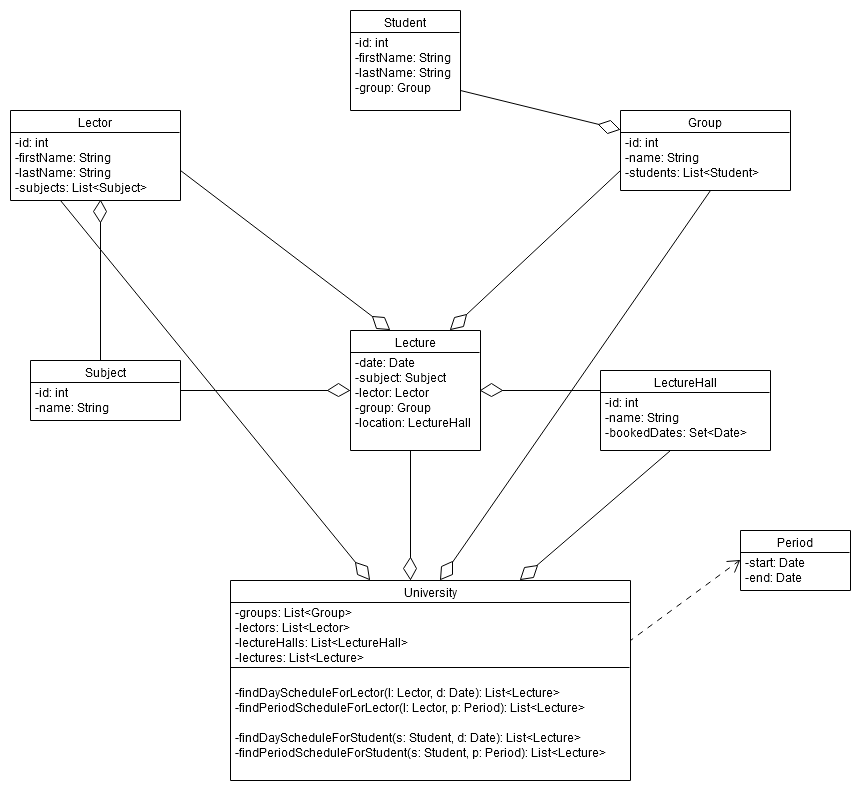 Student
-id: int
-firstName: String
-lastName: String
-group: Group
Lector
-id: int
-firstName: String
-lastName: String
-subjects: List<Subject>
Group
-id: int
-name: String
-students: List<Student>
Lecture
-date: Date
-subject: Subject
-lector: Lector
-group: Group
-location: LectureHall
Subject
-id: int
-name: String
LectureHall
-id: int
-name: String
-bookedDates: Set<Date>
Period
-start: Date
-end: Date
University
-groups: List<Group>
-lectors: List<Lector>
-lectureHalls: List<LectureHall>
-lectures: List<Lecture>
-findDayScheduleForLector(l: Lector, d: Date): List<Lecture>
-findPeriodScheduleForLector(l: Lector, p: Period): List<Lecture>
-findDayScheduleForStudent(s: Student, d: Date): List<Lecture>
-findPeriodScheduleForStudent(s: Student, p: Period): List<Lecture>